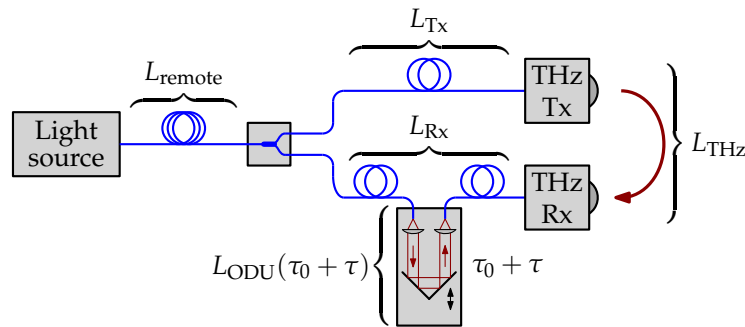 L_Tx
L_remote
THz
Tx
Light
source
L_Rx
L_THz
THz
Rx
L_ODU(τ_0 + τ)
τ_0 + τ